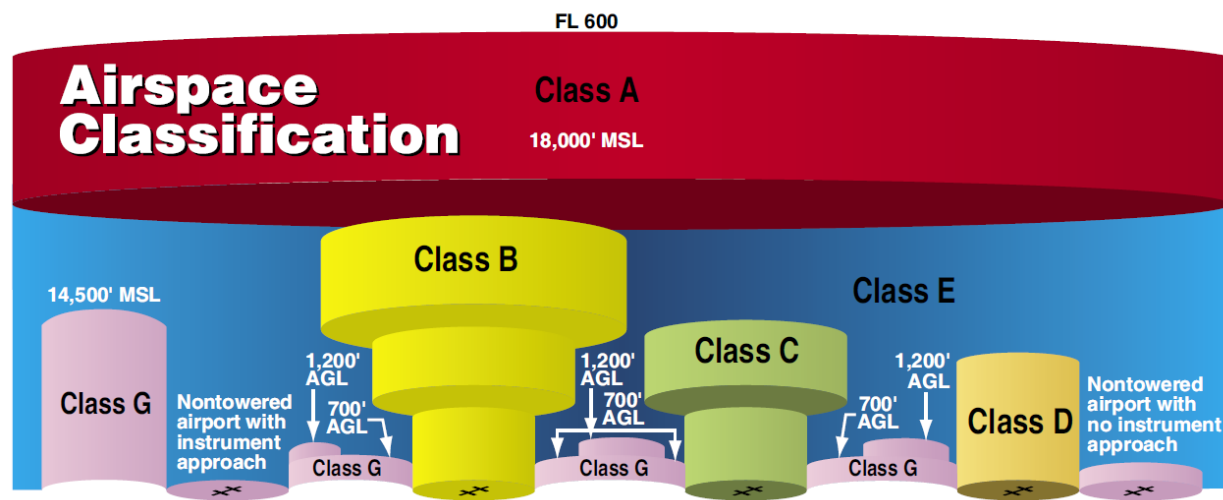 FL 600
Airspace
Classification
Class A
18,000' MSL
Class B
14,500' MSL
Class E
Class C
1,200'
AGL
1,200'
AGL
1,200'
AGL
Class G
Nontowered
airport with
instrument
approach
700'
AGL
700'
AGL
700'
AGL
Class D
Nontowered
airport with
no instrument
approach
Class G
Class G
Class G